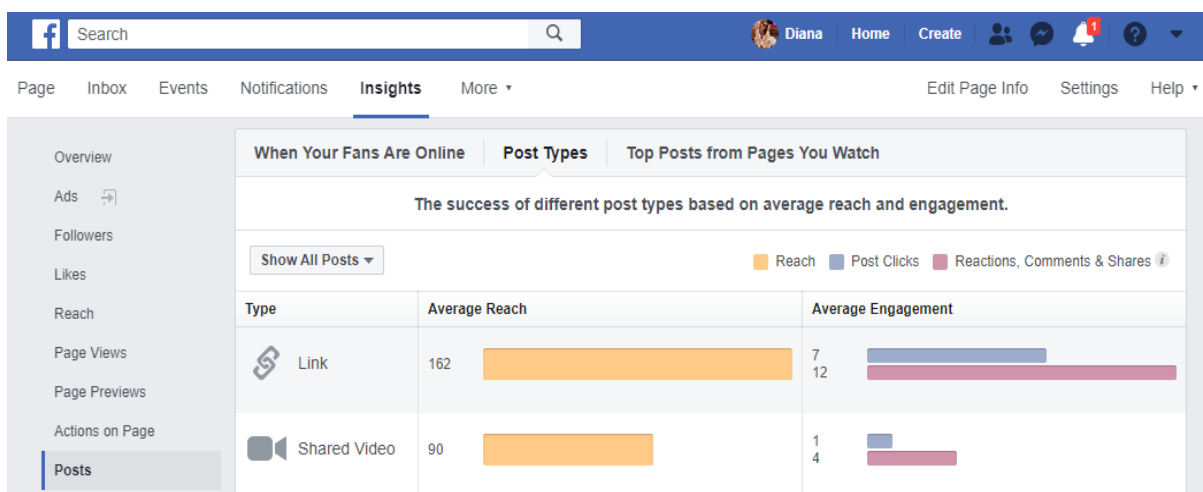 f Search Diana Home Create 1 ?
Page Inbox Events Notifications Insights More Edit Page Info Settings Help
Overview
Ads
Followers
Likes
Reach
Page Views
Page Previews
Actions on Page
Posts
When Your Fans Are Online Post Types Top Posts from Pages You Watch
The success of different post types based on average reach and engagement.
Show All Posts Reach Post Clicks Reactions, Comments & Shares i
Type Average Reach Average Engagement
Link 162 7
12
Shared Video 90 1
4